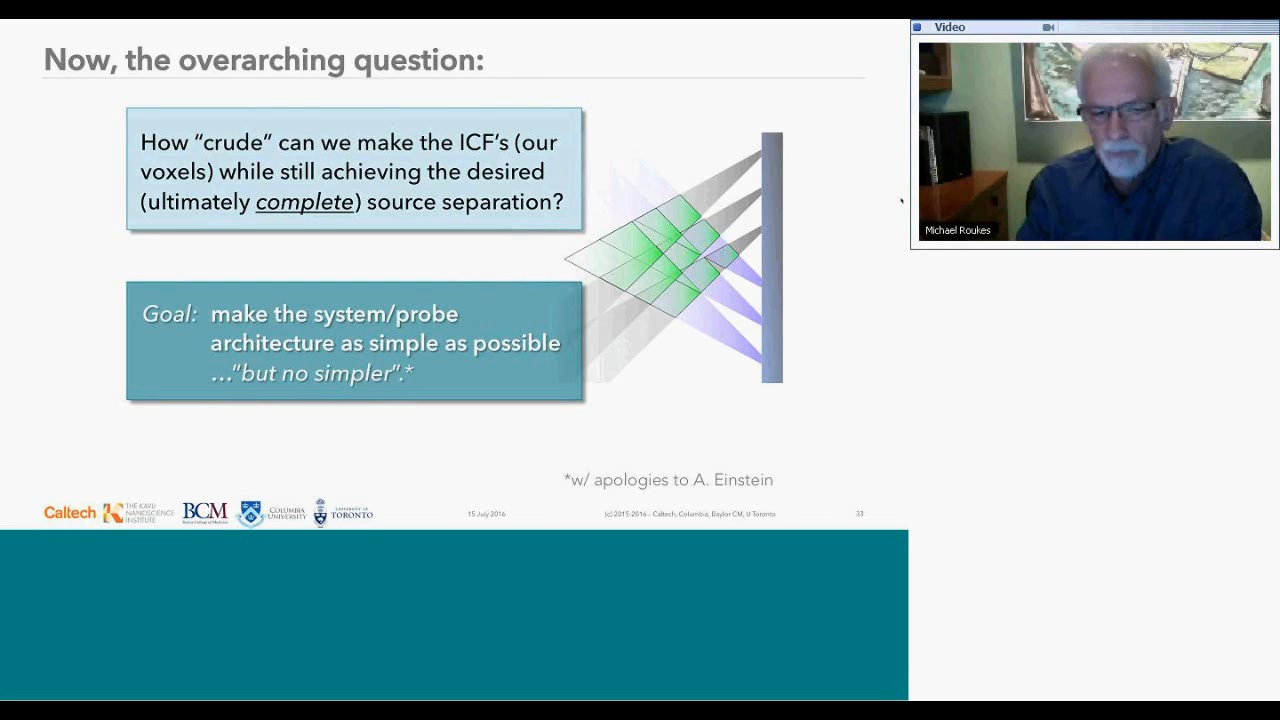 Now, the overarching question:
How “crude” can we make the ICF’s (our
voxels) while still achieving the desired
(ultimately complete) source separation?
Goal: make the system/probe
architecture as simple as possible
…”but no simpler”.*
*w/ apologies to A. Einstein
Caltech
THE KAVLI
NANOSCIENCE
INSTITUTE
BCM
Baylor College of Medicine
COLUMBIA
UNIVERSITY
UNIVERSITY OF
TORONTO
15 July 2016
(c) 2015-2016 - Caltech, Columbia, Baylor CM, U Toronto
33
Video
Michael Roukes